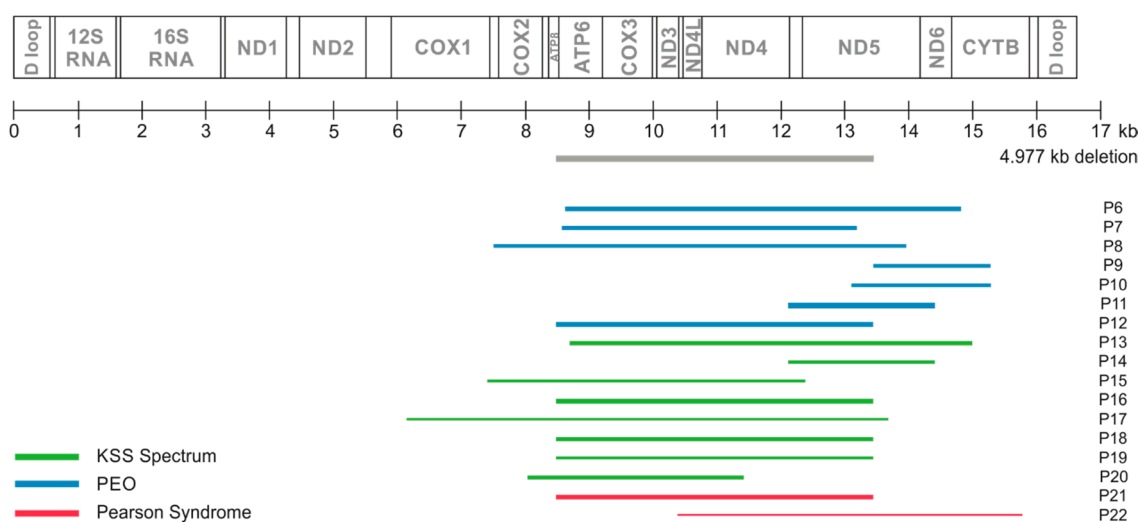 D loop
12S RNA
16S RNA
ND1
ND2
COX1
COX2
ATP8
ATP6
COX3
ND3
ND4L
ND4
ND5
ND6
CYTB
D loop
0 1 2 3 4 5 6 7 8 9 10 11 12 13 14 15 16 17 kb
4.977 kb deletion
P6
P7
P8
P9
P10
P11
P12
P13
P14
P15
P16
P17
P18
P19
P20
P21
P22
KSS Spectrum
PEO
Pearson Syndrome